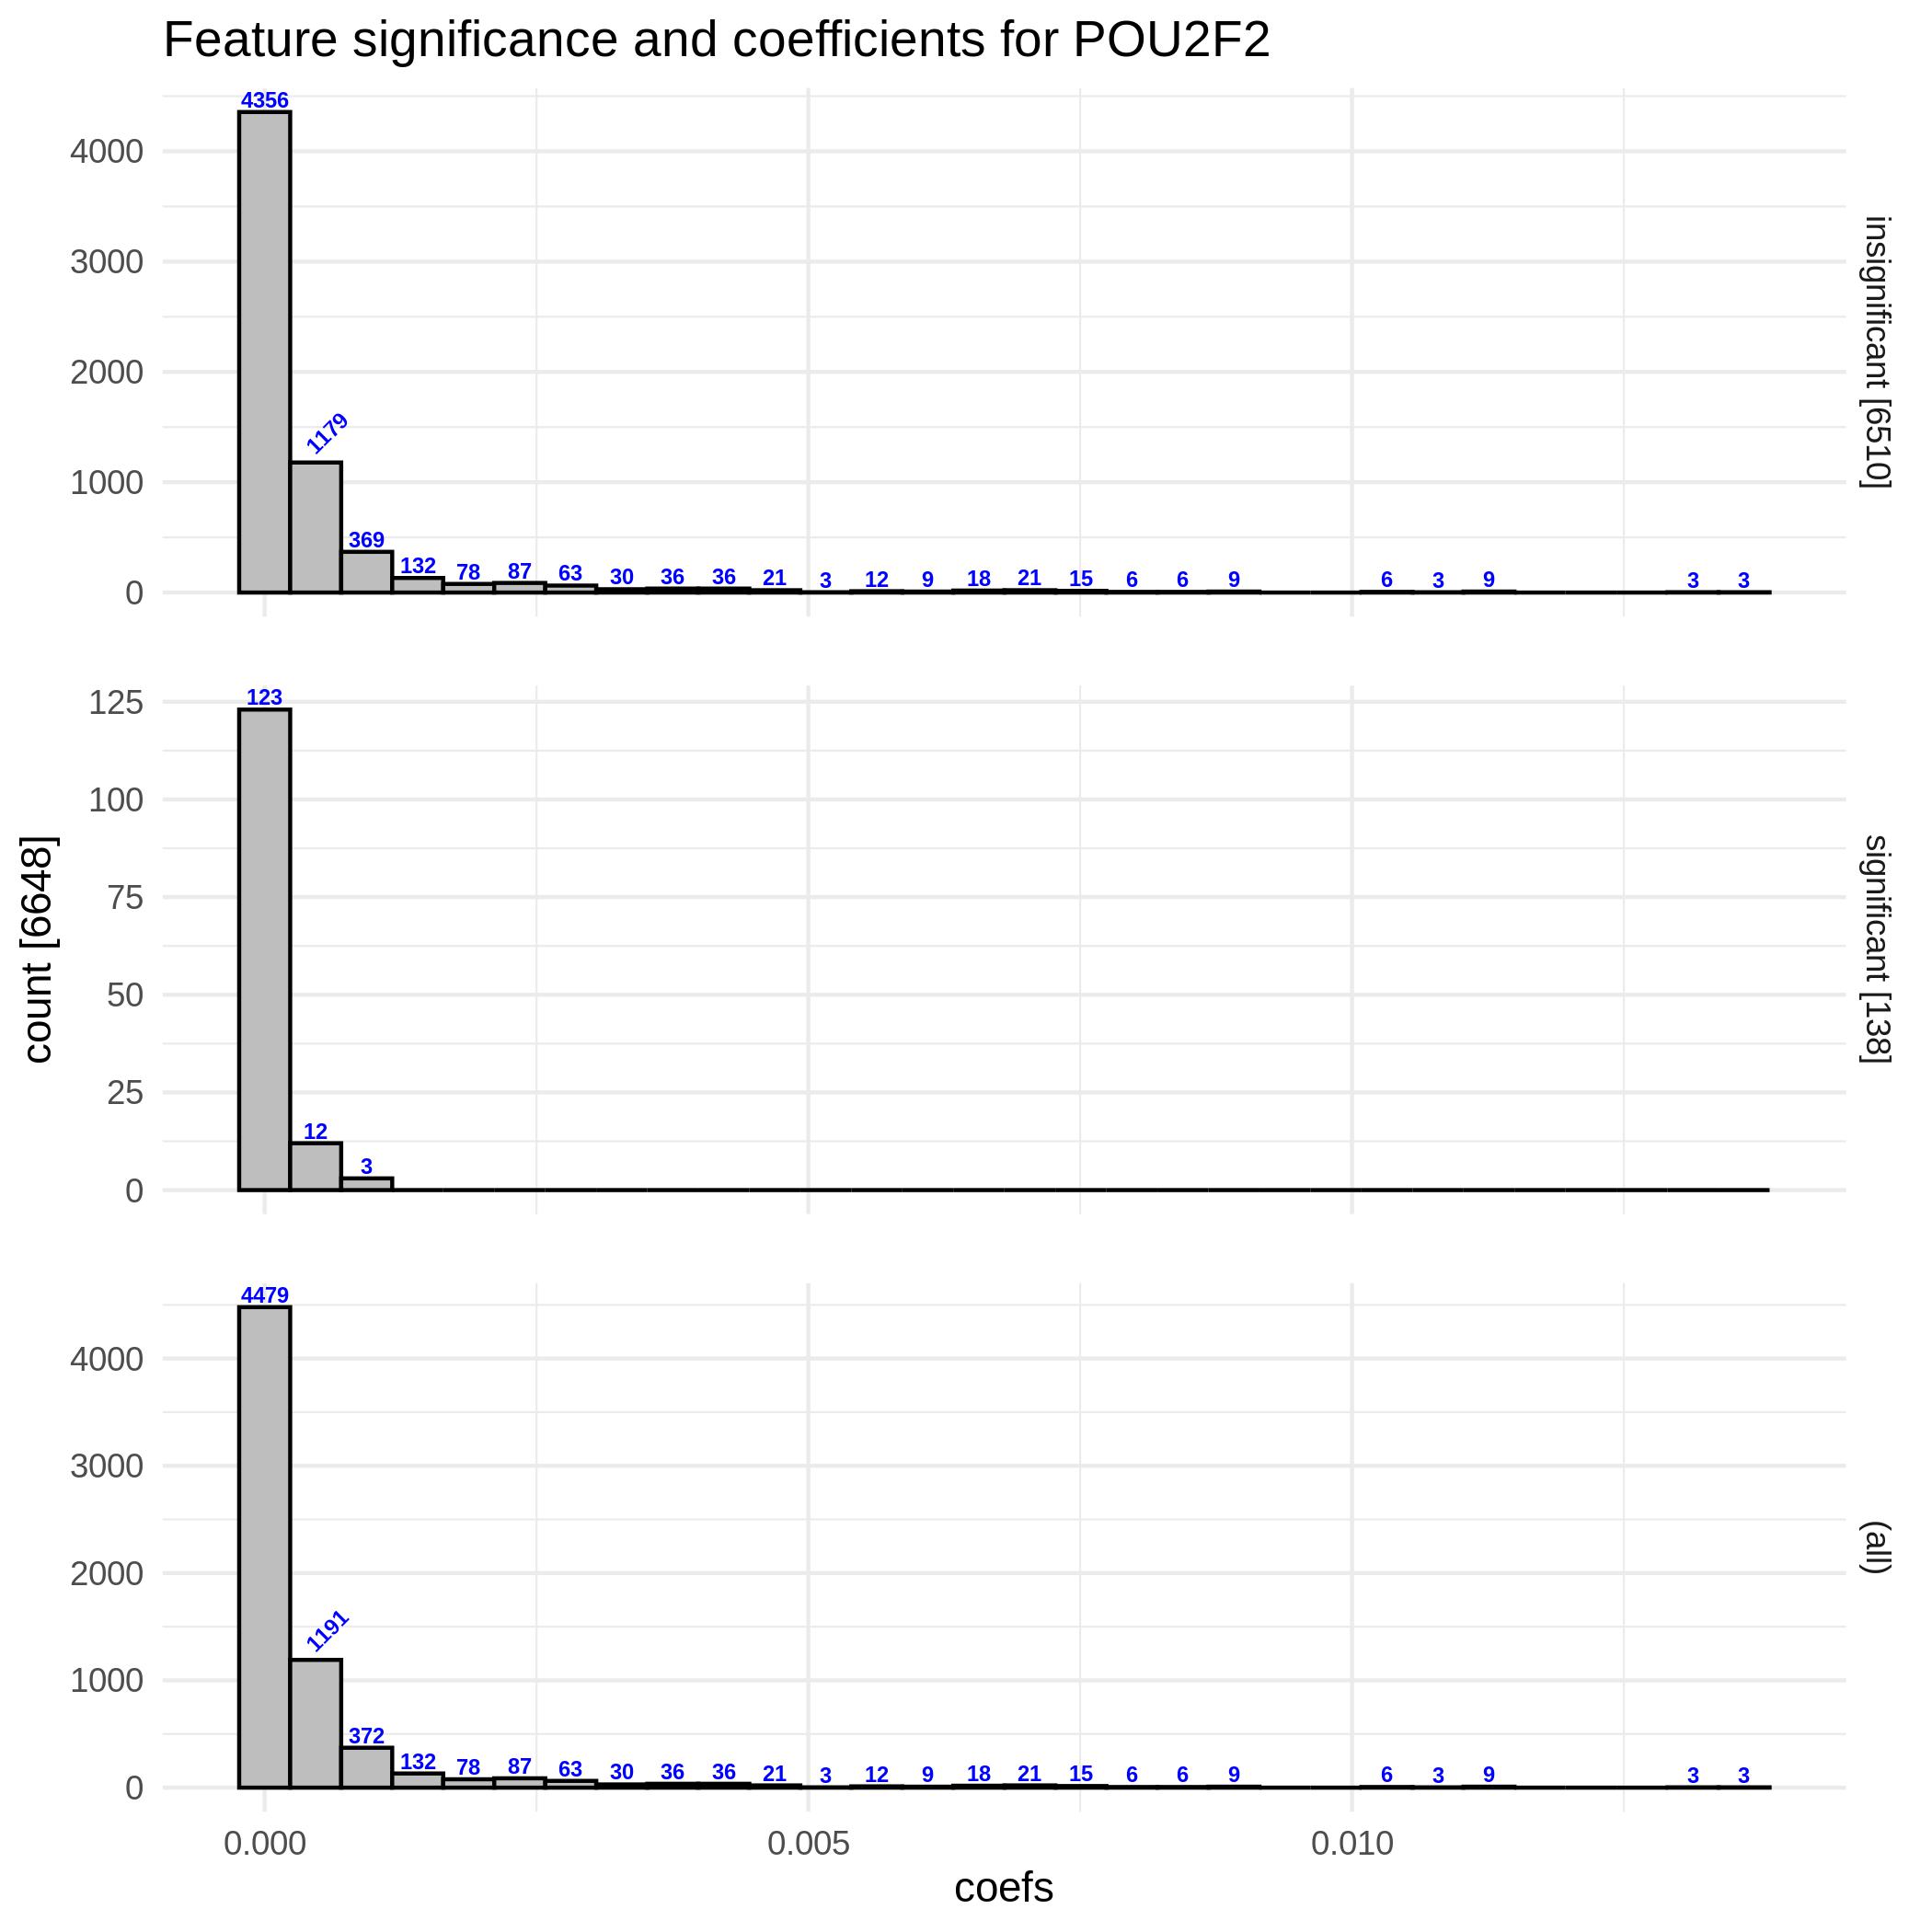 Feature significance and coefficients for POU2F2
count [6648]
4356
1179
369 132 78 87 63 30 36 36 21 3 12 9 18 21 15 6 6 9 6 3 9 3 3
4000
3000
2000
1000
0
insignificant [6510]
123
12
3
125
100
75
50
25
0
significant [138]
4479
1191
372 132 78 87 63 30 36 36 21 3 12 9 18 21 15 6 6 9 6 3 9 3 3
4000
3000
2000
1000
0
(all)
0.000 0.005 0.010
coefs